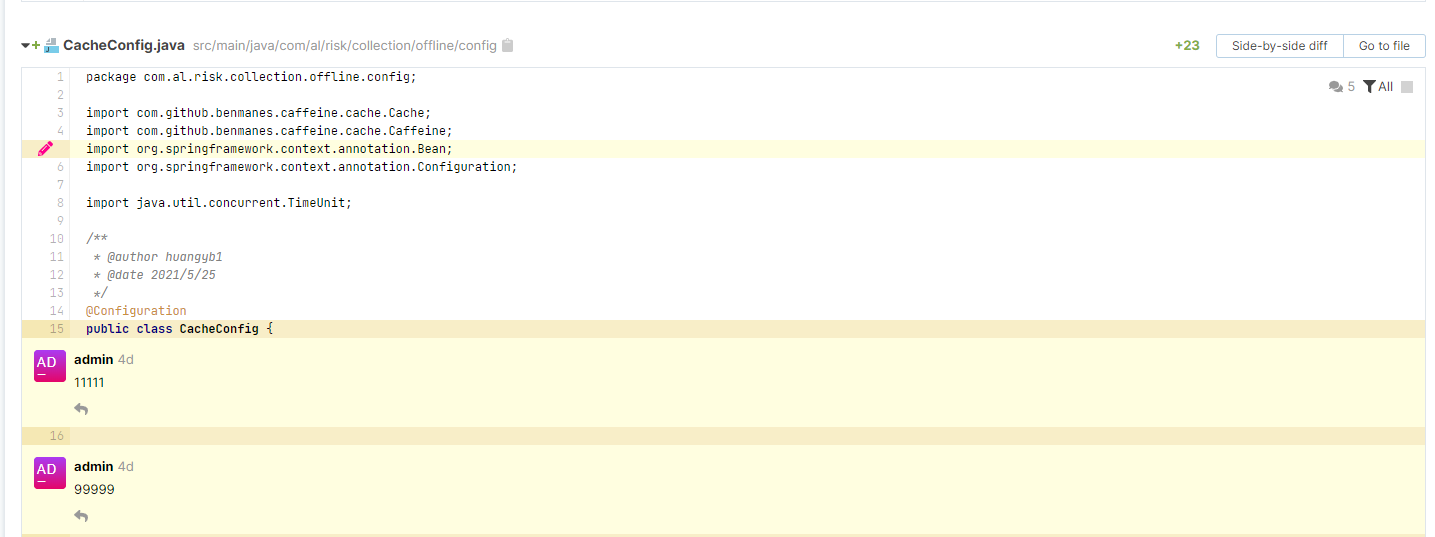 CacheConfig.java src/main/java/com/al/risk/collection/offline/config +23 Side-by-side diff Go to file
1 package com.al.risk.collection.offline.config;
5 All
2
3 import com.github.benmanes.caffeine.cache.Cache;
4 import com.github.benmanes.caffeine.cache.Caffeine;
import org.springframework.context.annotation.Bean;
6 import org.springframework.context.annotation.Configuration;
7
8 import java.util.concurrent.TimeUnit;
9
10 /**
11 * @author huangyb1
12 * @date 2021/5/25
13 */
14 @Configuration
15 public class CacheConfig {
AD admin 4d
11111
16
AD admin 4d
99999